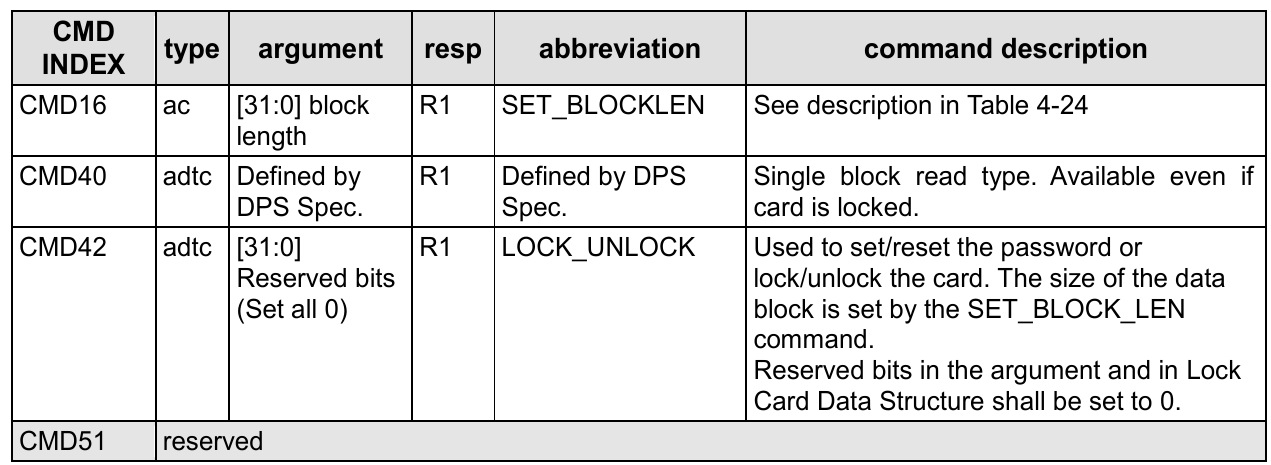 CMD INDEX type argument resp abbreviation command description
CMD16 ac [31:0] block R1 SET_BLOCKLEN See description in Table 4-24
length
CMD40 adtc Defined by R1 Defined by DPS Single block read type. Available even if
DPS Spec. Spec. card is locked.
CMD42 adtc [31:0] R1 LOCK_UNLOCK Used to set/reset the password or
Reserved bits lock/unlock the card. The size of the data
(Set all 0) block is set by the SET_BLOCK_LEN
command.
Reserved bits in the argument and in Lock
Card Data Structure shall be set to 0.
CMD51 reserved